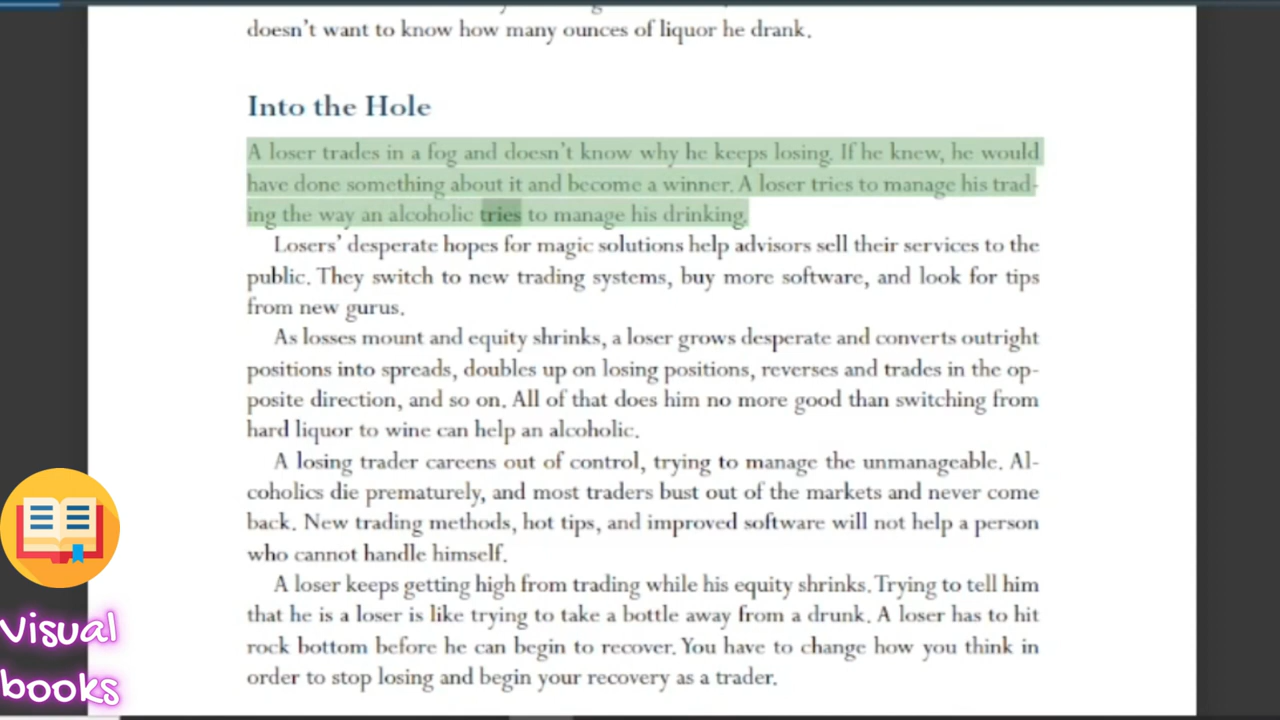 doesn't want to know how many ounces of liquor he drank.
Into the Hole
A loser trades in a fog and doesn't know why he keeps losing. If he knew, he would
have done something about it and become a winner. A loser tries to manage his trad-
ing the way an alcoholic tries to manage his drinking.
Losers' desperate hopes for magic solutions help advisors sell their services to the
public. They switch to new trading systems, buy more software, and look for tips
from new gurus.
As losses mount and equity shrinks, a loser grows desperate and converts outright
positions into spreads, doubles up on losing positions, reverses and trades in the op-
posite direction, and so on. All of that does him no more good than switching from
hard liquor to wine can help an alcoholic.
A losing trader careens out of control, trying to manage the unmanageable. Al-
coholics die prematurely, and most traders bust out of the markets and never come
back. New trading methods, hot tips, and improved software will not help a person
who cannot handle himself.
A loser keeps getting high from trading while his equity shrinks. Trying to tell him
that he is a loser is like trying to take a bottle away from a drunk. A loser has to hit
rock bottom before he can begin to recover. You have to change how you think in
order to stop losing and begin your recovery as a trader.
Visual
books